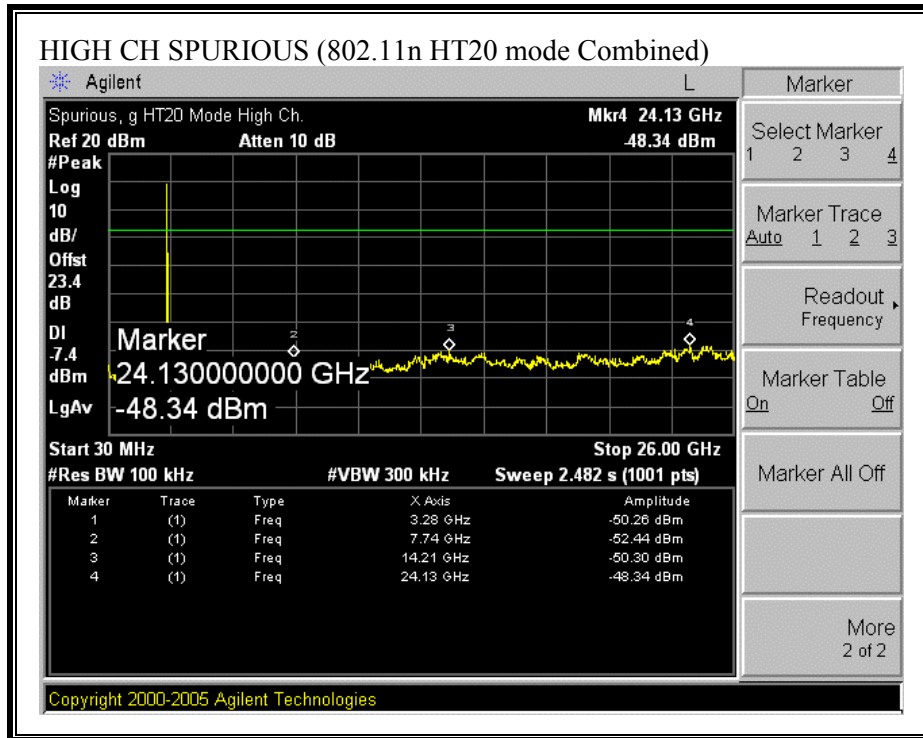 HIGH CH SPURIOUS (802.11n HT20 mode Combined)
Agilent L Marker
Spurious, g HT20 Mode High Ch. Mkr4 24.13 GHz
Ref 20 dBm Atten 10 dB -48.34 dBm
#Peak
Log
10
dB/
Offst
23.4
dB
DI
-7.4
dBm
LgAv
2
3
4
Marker
24.130000000 GHz
-48.34 dBm
Start 30 MHz Stop 26.00 GHz
#Res BW 100 kHz #VBW 300 kHz Sweep 2.482 s (1001 pts)
Marker Trace Type X Axis Amplitude
1 (1) Freq 3.28 GHz -50.26 dBm
2 (1) Freq 7.74 GHz -52.44 dBm
3 (1) Freq 14.21 GHz -50.30 dBm
4 (1) Freq 24.13 GHz -48.34 dBm
Select Marker
1 2 3 4
Marker Trace
Auto 1 2 3
Readout
Frequency
Marker Table
On Off
Marker All Off
More
2 of 2
Copyright 2000-2005 Agilent Technologies